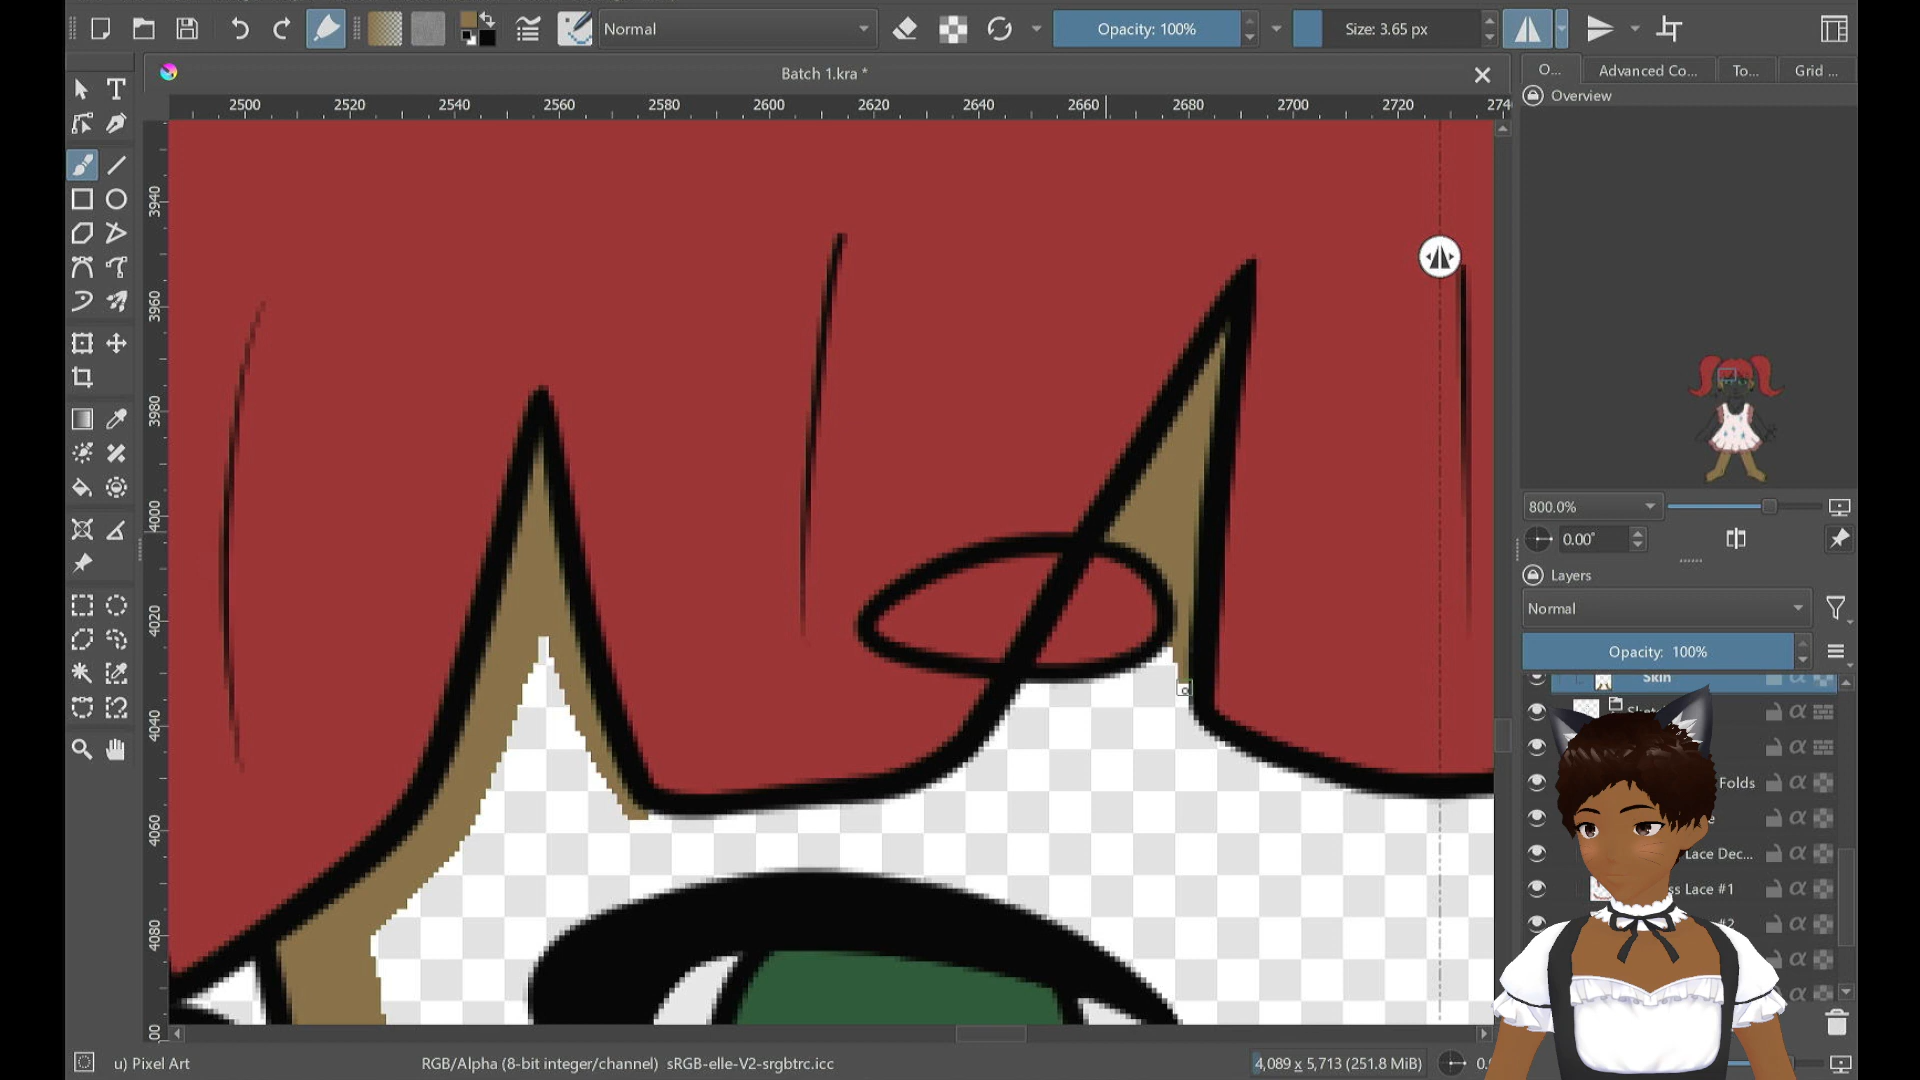 Normal
Opacity: 100%
Size: 3.65 px
Batch 1.kra *
O...
Advanced Co...
To...
Grid ...
Overview
2500 2520 2540 2560 2580 2600 2620 2640 2660 2680 2700 2720 274
3940
3960
3980
4000
4020
4040
4060
4080
00
800.0%
0.00°
Layers
Normal
Opacity: 100%
Skin
Folds
Lace Dec...
ss Lace #1
#2
u) Pixel Art
RGB/Alpha (8-bit integer/channel) sRGB-elle-V2-srgbtrc.icc
4,089 x 5,713 (251.8 MiB)